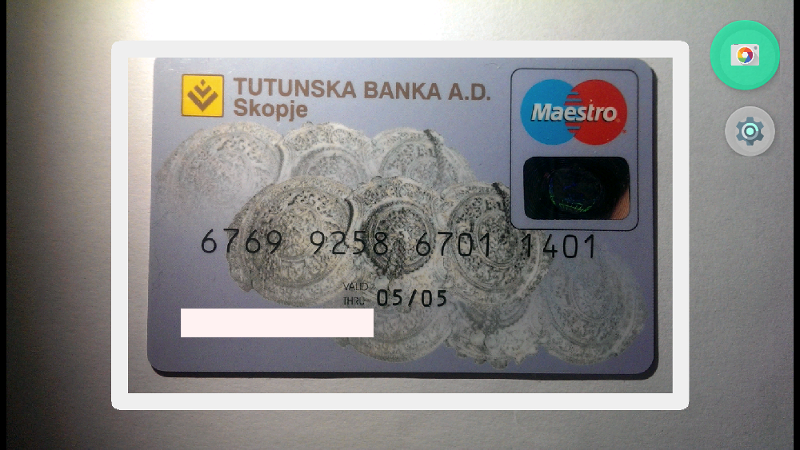 TUTUNSKA BANKA A.D.
Skopje
Maestro
6769 9258 6701 1401
VALID
THRU 05/05